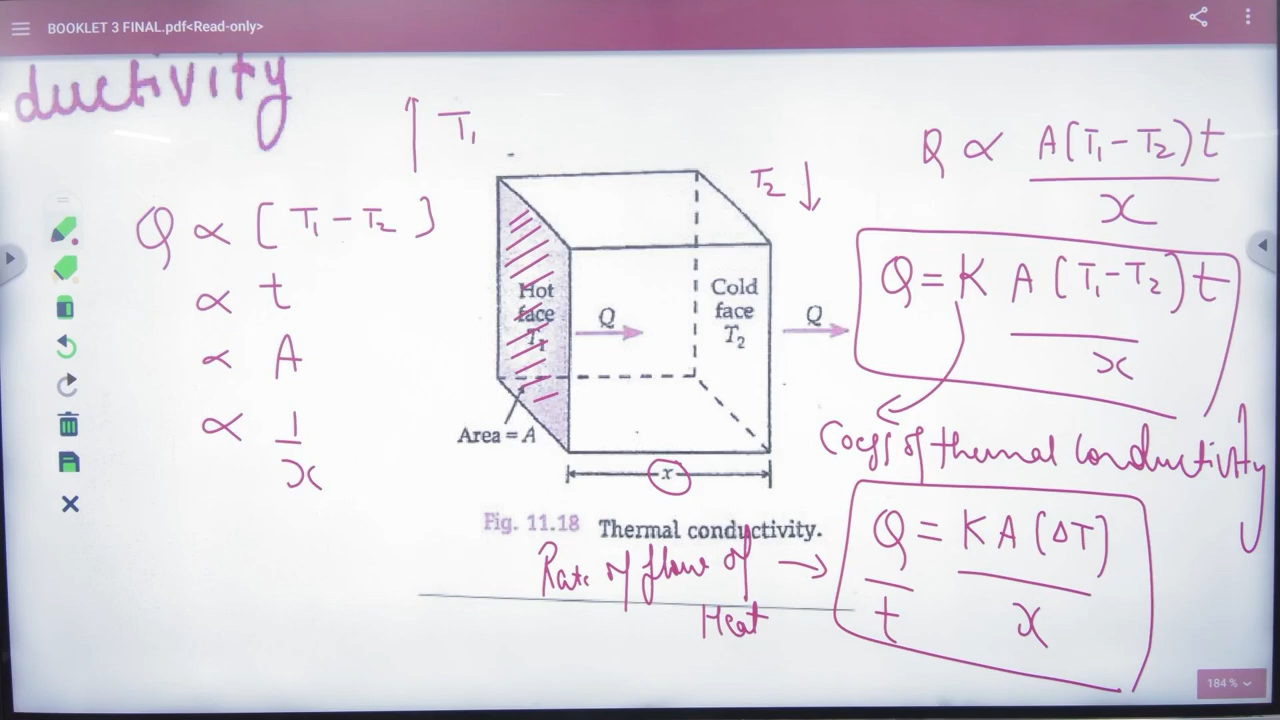 BOOKLET 3 FINAL.pdf<Read-only>
ductivity
↑ T₁
T₂ ↓
Q ∝ [T₁ - T₂]
∝ t
∝ A
∝ 1/x
Hot
face
T₁
Q
Cold
face
T₂
Q
Area = A
x
Fig. 11.18 Thermal conductivity.
Q ∝ A(T₁-T₂)t / x
Q = K A (T₁-T₂)t / x
Coeff of thermal conductivity
Rate of flow of → Q/t = KA(ΔT) / x
Heat
184 %